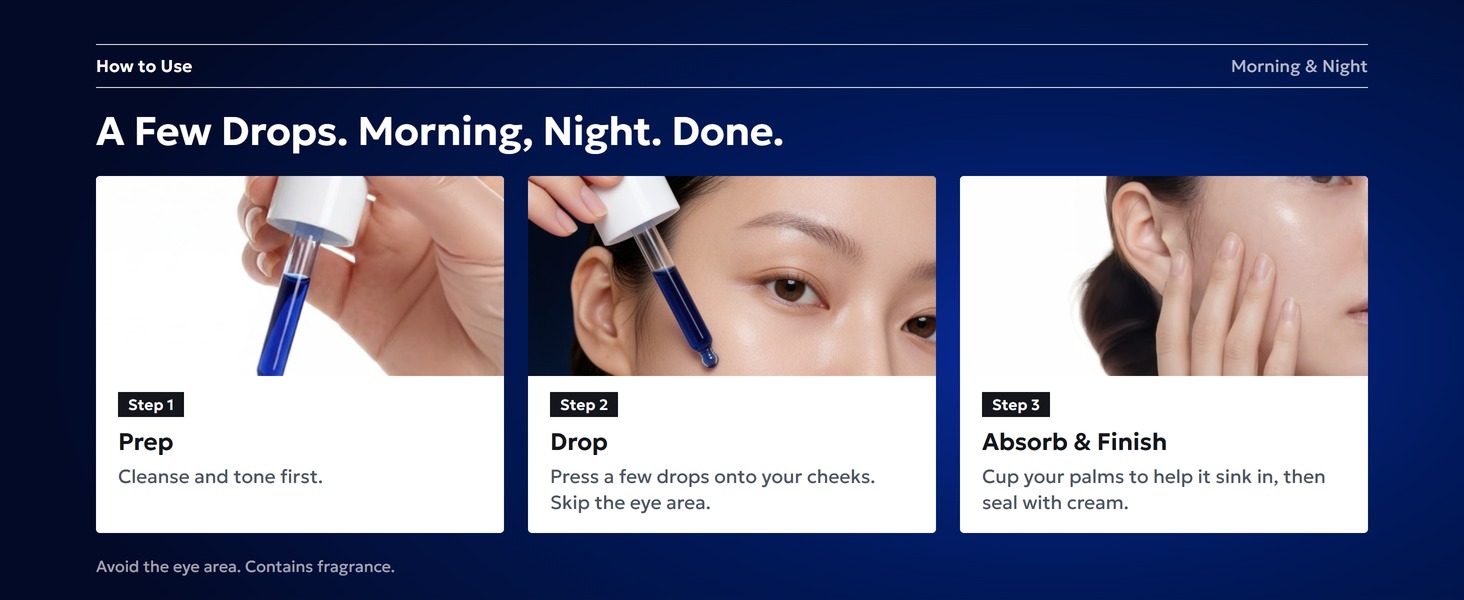 How to Use
Morning & Night
A Few Drops. Morning, Night. Done.
Step 1
Prep
Cleanse and tone first.
Step 2
Drop
Press a few drops onto your cheeks.
Skip the eye area.
Step 3
Absorb & Finish
Cup your palms to help it sink in, then
seal with cream.
Avoid the eye area. Contains fragrance.